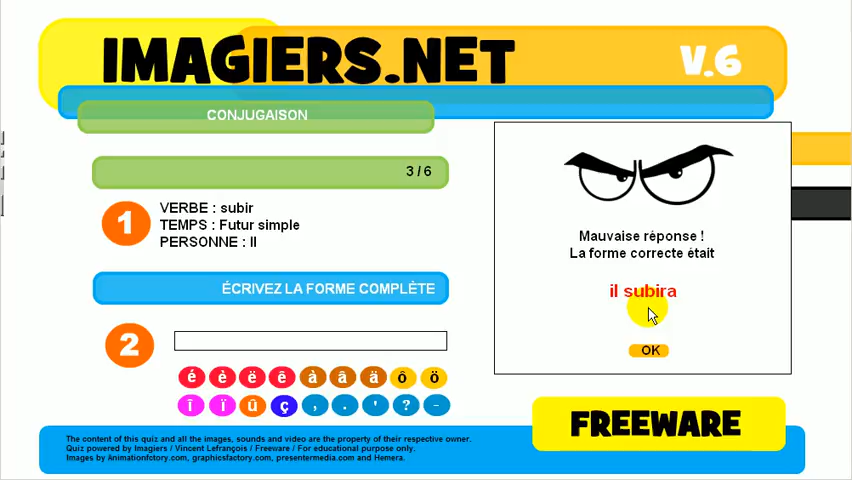 IMAGIERS.NET
V.6
CONJUGAISON
3 / 6
1
VERBE : subir
TEMPS : Futur simple
PERSONNE : Il
ÉCRIVEZ LA FORME COMPLÈTE
2
é è ë ê à â ä ô ö
î ï û ç , . ' ? -
Mauvaise réponse !
La forme correcte était
il subira
OK
FREEWARE
The content of this quiz and all the images, sounds and video are the property of their respective owner.
Quiz powered by Imagiers / Vincent Lefrançois / Freeware / For educational purpose only.
Images by Animationfctory.com, graphicsfactory.com, presentermedia.com and Hemera.